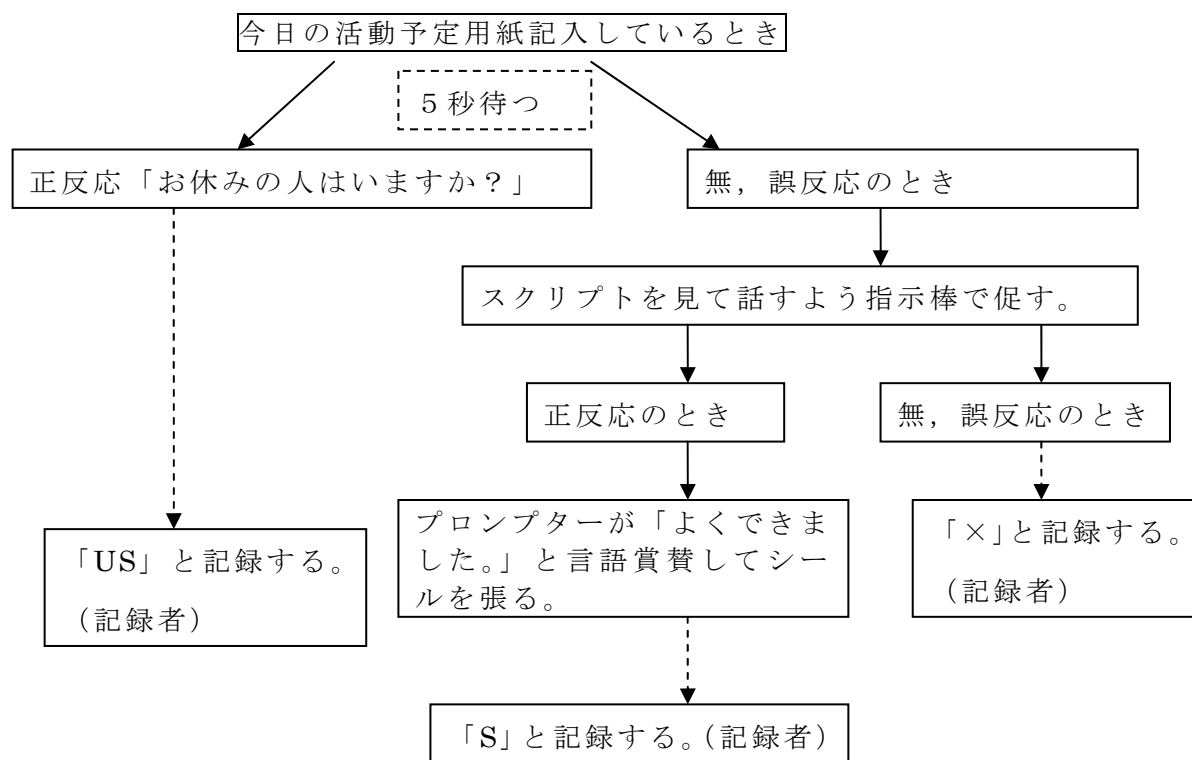 今日の活動予定用紙記入しているとき
5秒待つ
正反応「お休みの人はいますか?」
無,誤反応のとき
スクリプトを見て話すよう指示棒で促す。
正反応のとき
無,誤反応のとき
「US」と記録する。
(記録者)
プロンプターが「よくできま
した。」と言語賞賛してシー
ルを張る。
「×」と記録する。
(記録者)
「S」と記録する。(記録者)